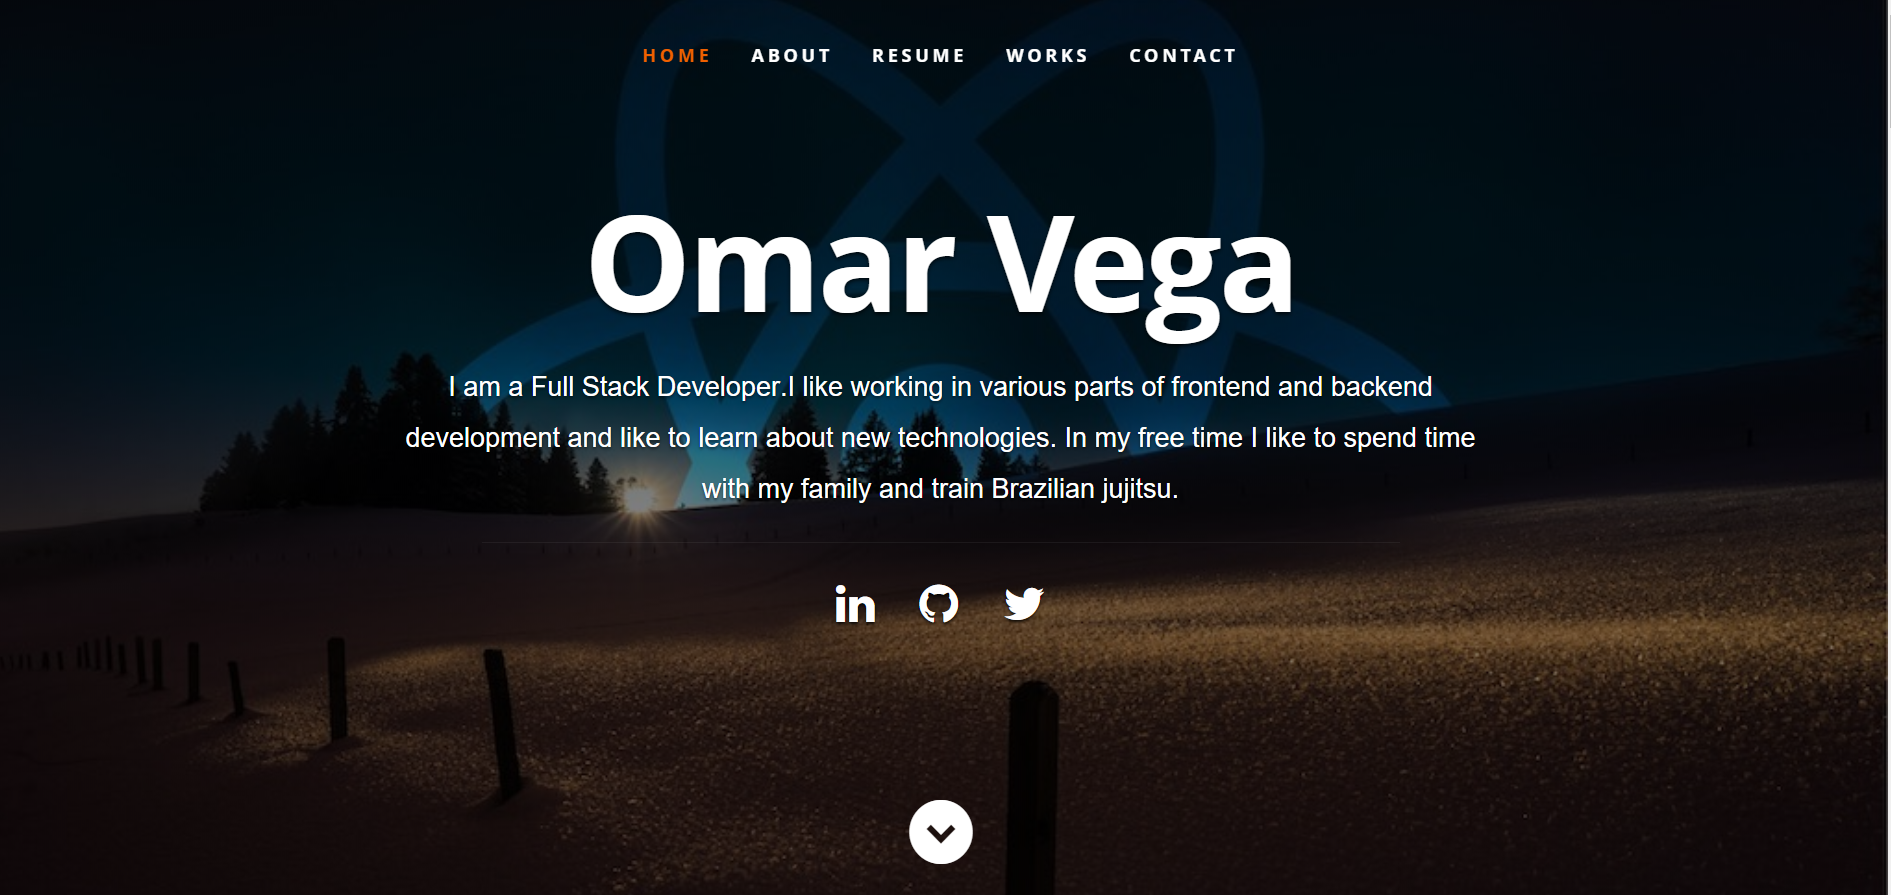 HOME ABOUT RESUME WORKS CONTACT
Omar Vega
I am a Full Stack Developer.I like working in various parts of frontend and backend
development and like to learn about new technologies. In my free time I like to spend time
with my family and train Brazilian jujitsu.
in